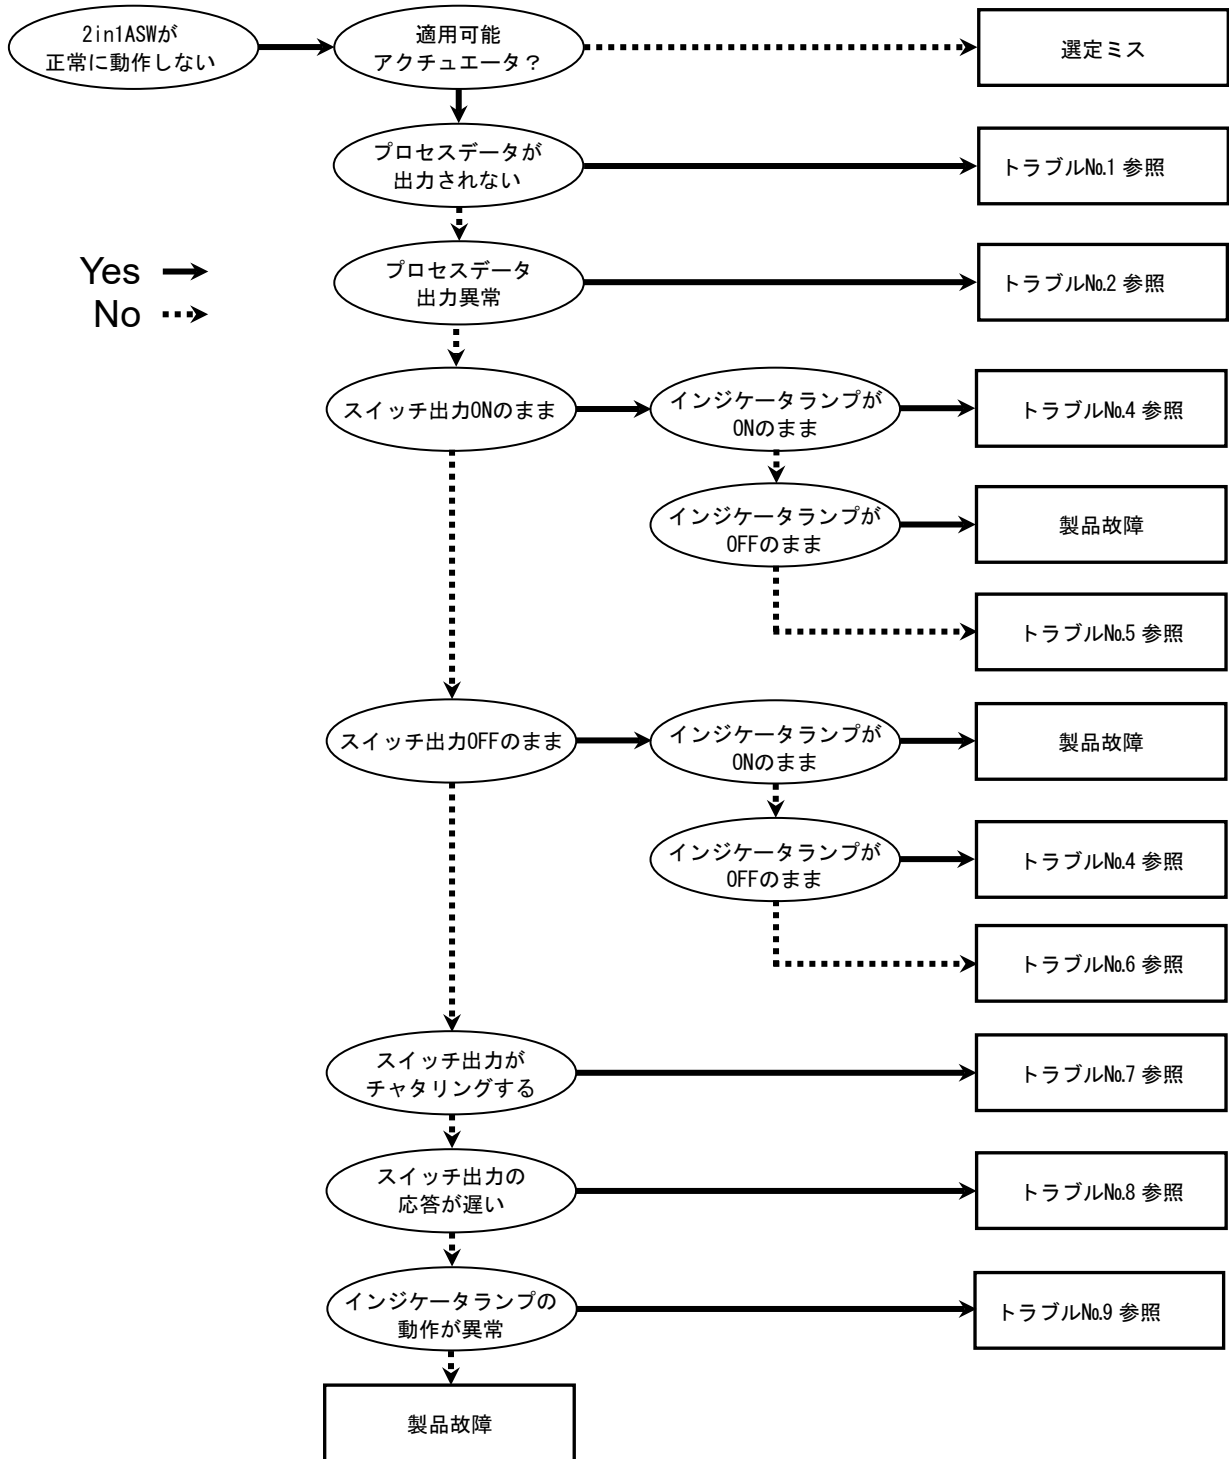 2in1ASWが
正常に動作しない
適用可能
アクチュエータ？
選定ミス
プロセスデータが
出力されない
トラブル№1 参照
Yes
No
プロセスデータ
出力異常
トラブル№2 参照
スイッチ出力ONのまま
インジケータランプが
ONのまま
トラブル№4 参照
インジケータランプが
OFFのまま
製品故障
トラブル№5 参照
スイッチ出力OFFのまま
インジケータランプが
ONのまま
製品故障
インジケータランプが
OFFのまま
トラブル№4 参照
トラブル№6 参照
スイッチ出力が
チャタリングする
トラブル№7 参照
スイッチ出力の
応答が遅い
トラブル№8 参照
インジケータランプの
動作が異常
トラブル№9 参照
製品故障